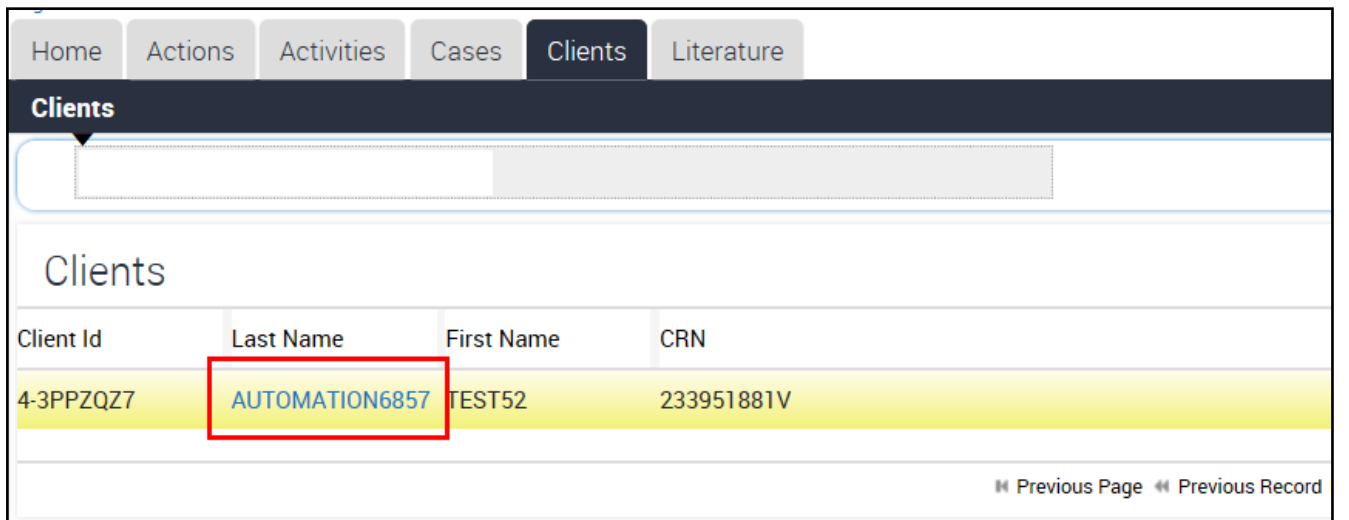 Home Actions Activities Cases Clients Literature
Clients
Clients
Client Id Last Name First Name CRN
4-3PPZQZ7 AUTOMATION6857 TEST52 233951881V
Previous Page Previous Record